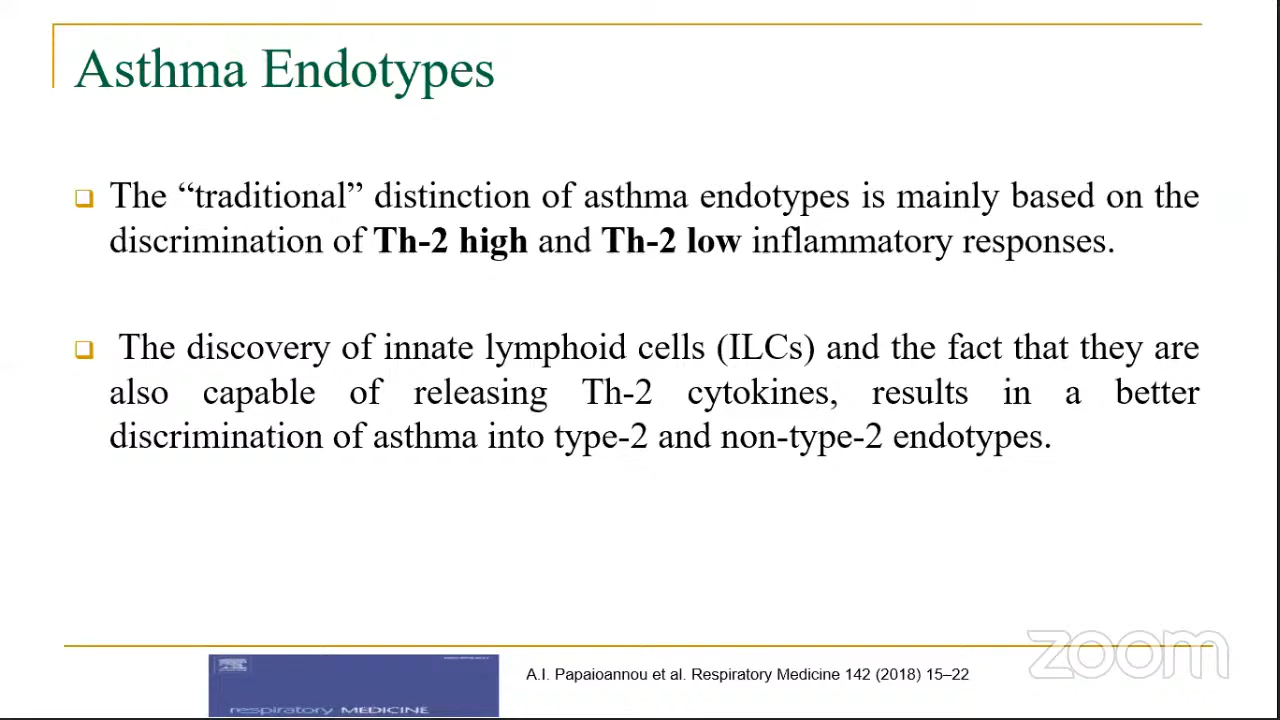 Asthma Endotypes
❑ The “traditional” distinction of asthma endotypes is mainly based on the
discrimination of Th-2 high and Th-2 low inflammatory responses.
❑ The discovery of innate lymphoid cells (ILCs) and the fact that they are
also capable of releasing Th-2 cytokines, results in a better
discrimination of asthma into type-2 and non-type-2 endotypes.
zoom
A.I. Papaioannou et al. Respiratory Medicine 142 (2018) 15–22
respiratory MEDICINE